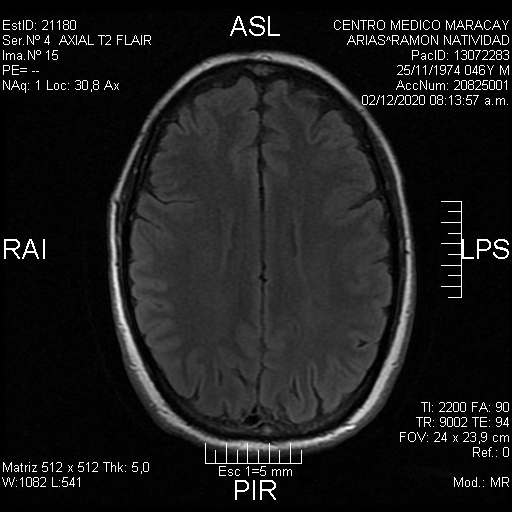 EstID: 21180
Ser.Nº 4 AXIAL T2 FLAIR
Ima.Nº 15
PE= --
NAq: 1 Loc: 30,8 Ax
ASL
CENTRO MEDICO MARACAY
ARIAS^RAMON NATIVIDAD
PacID: 13072283
25/11/1974 046Y M
AccNum: 20825001
02/12/2020 08:13:57 a.m.
RAI
LPS
TI: 2200 FA: 90
TR: 9002 TE: 94
FOV: 24 x 23,9 cm
Ref.: 0
Matriz 512 x 512 Thk: 5,0
W:1082 L:541
Esc 1=5 mm
PIR
Mod.: MR